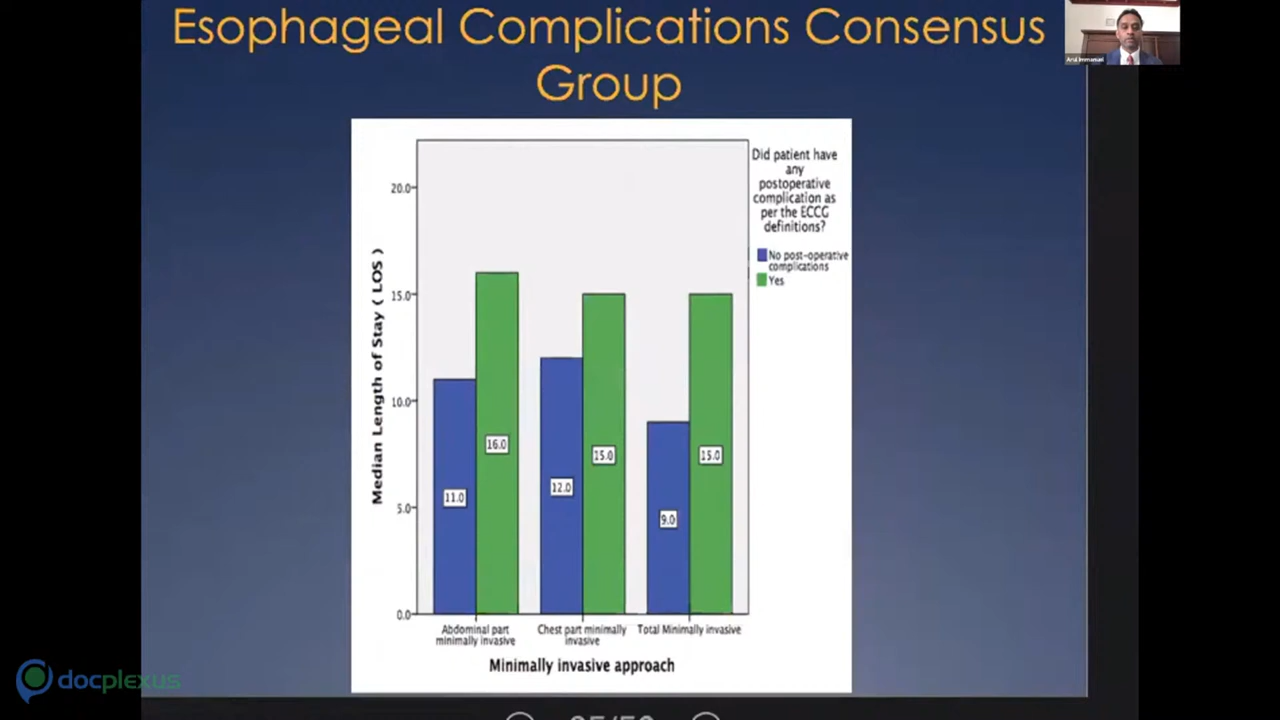 Esophageal Complications Consensus
Group
Arul Immanuel
Did patient have
any
postoperative
complication as
per the ECCG
definitions?
No post-operative
complications
Yes
Median Length of Stay ( LOS )
20.0
15.0
10.0
5.0
0.0
16.0
15.0
15.0
11.0
12.0
9.0
Abdominal part
minimally invasive
Chest part minimally
invasive
Total Minimally invasive
Minimally invasive approach
docplexus